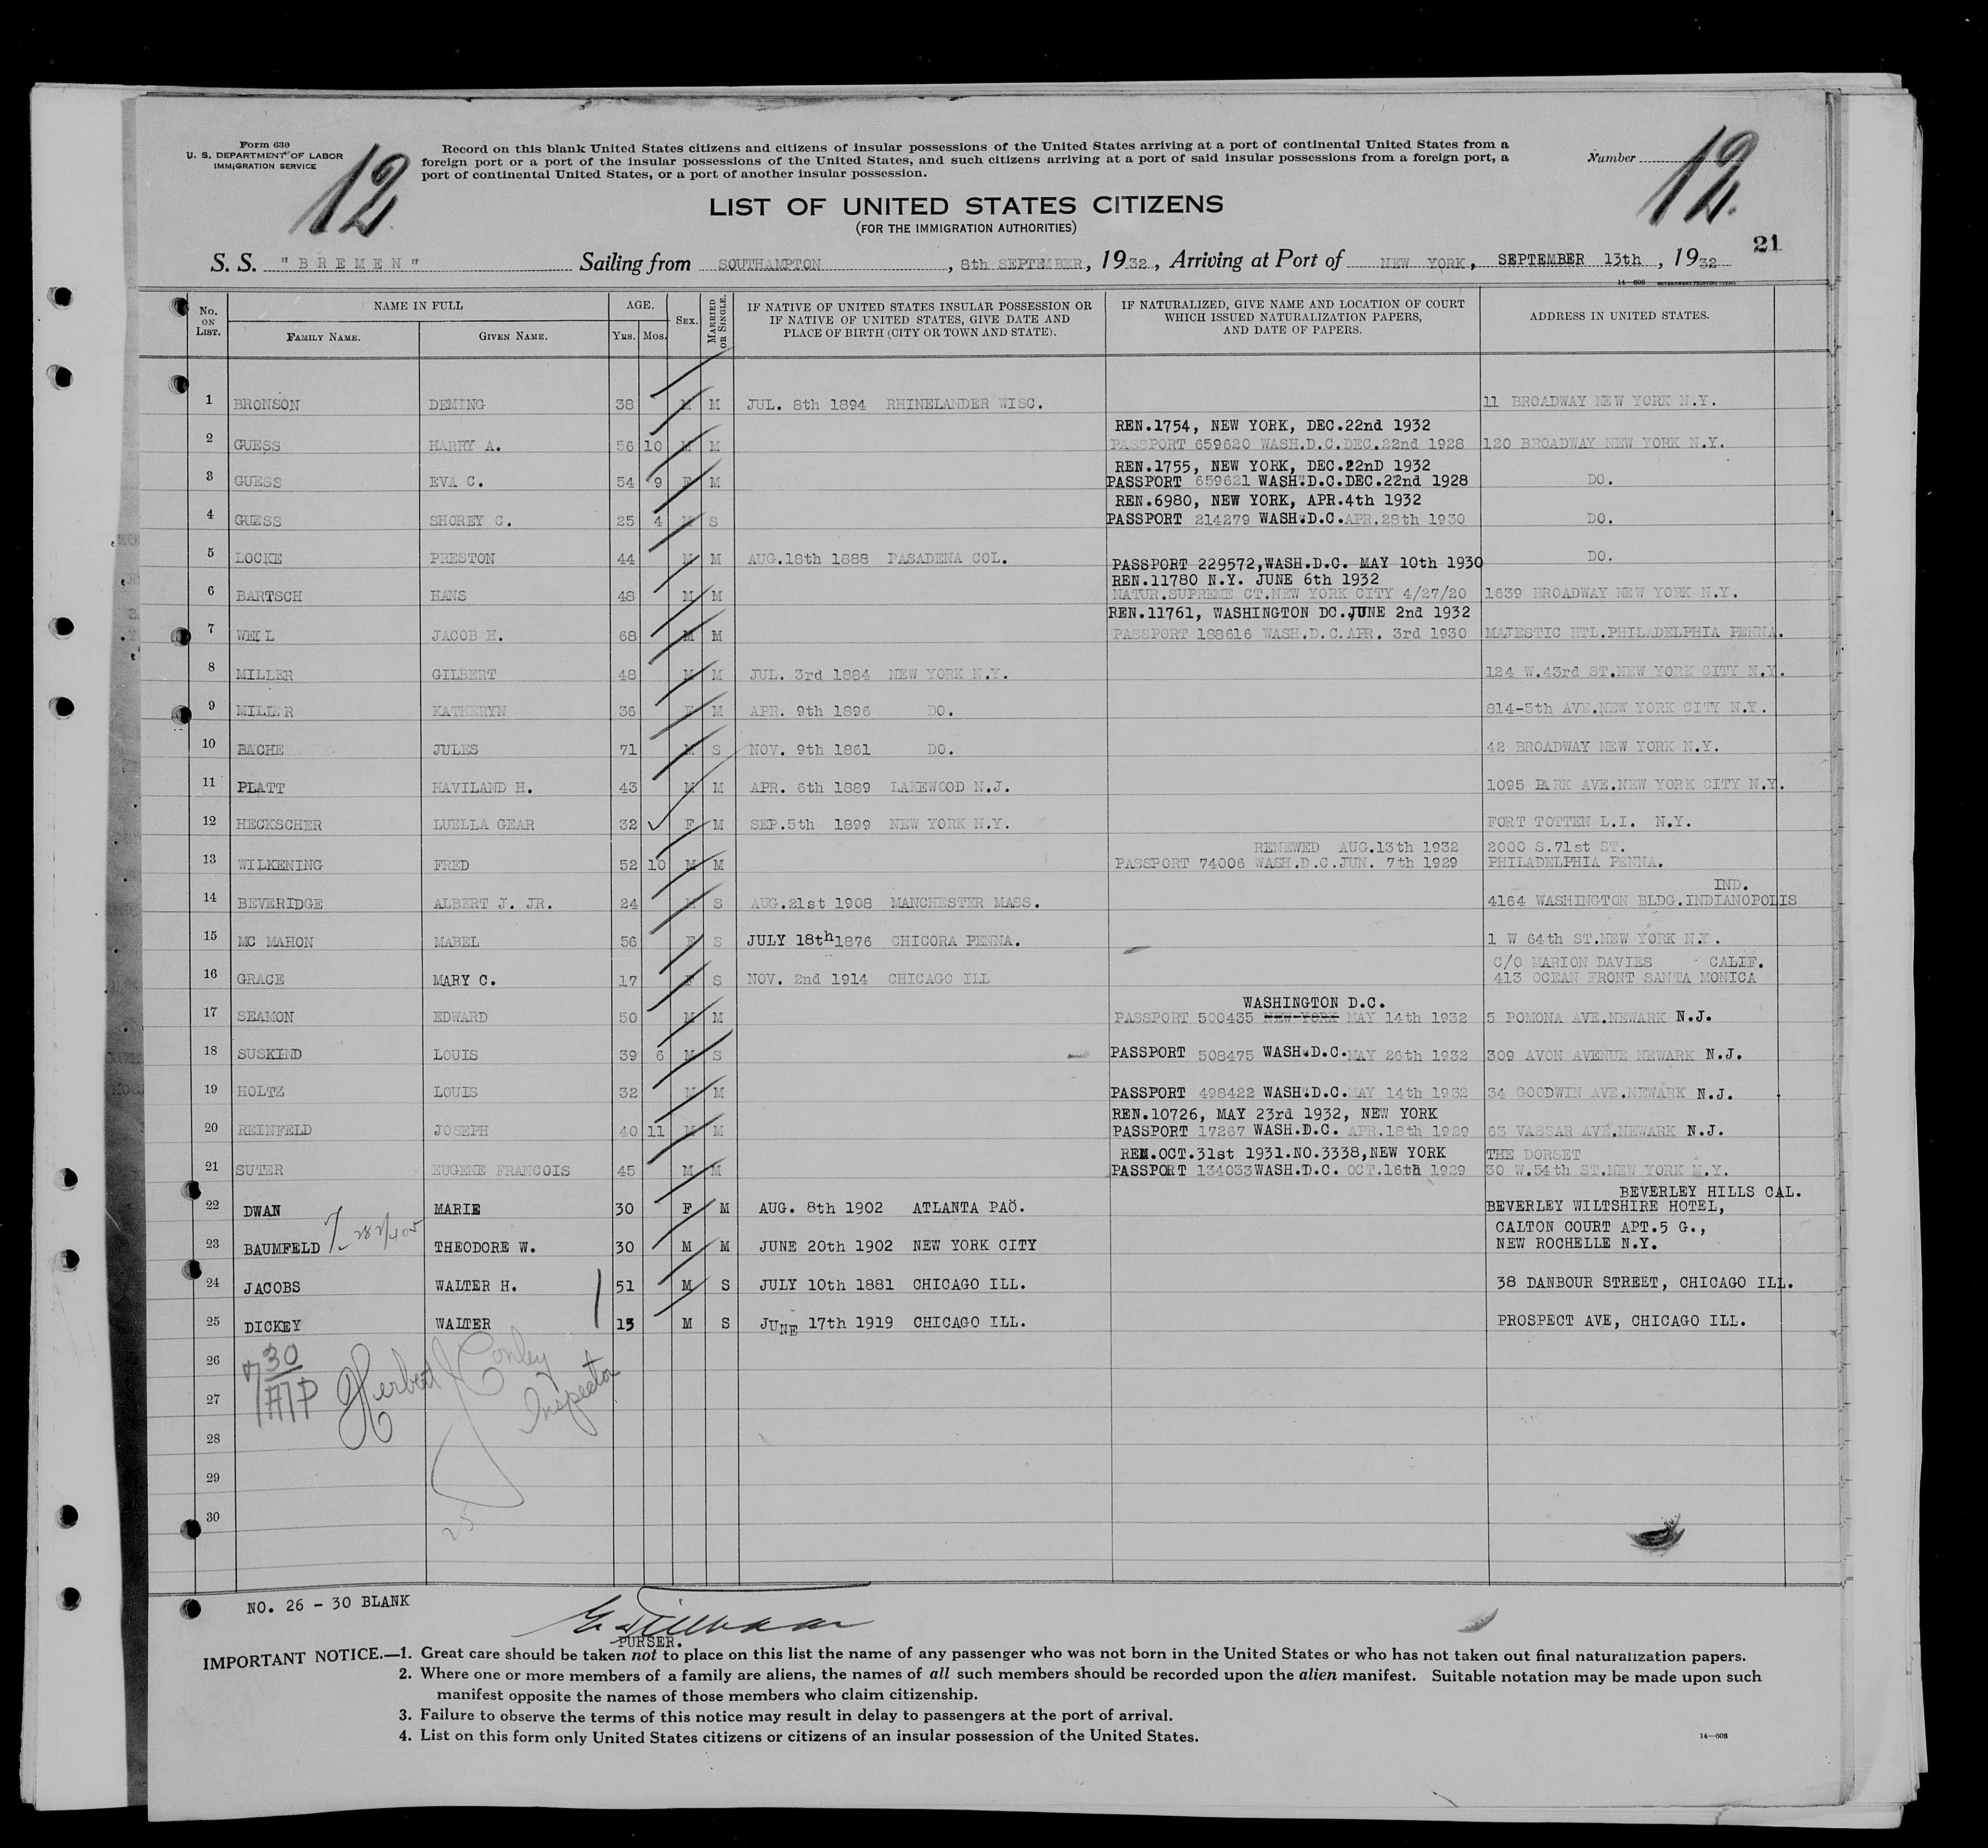 Form 630
U. S. DEPARTMENT OF LABOR
IMMIGRATION SERVICE
12
Record on this blank United States citizens and citizens of insular possessions of the United States arriving at a port of continental United States from a
foreign port or a port of the insular possessions of the United States, and such citizens arriving at a port of said insular possessions from a foreign port, a
port of continental United States, or a port of another insular possession.
Number 12
LIST OF UNITED STATES CITIZENS
(FOR THE IMMIGRATION AUTHORITIES)
21
S. S. "BREMEN" Sailing from SOUTHAMPTON, 8th SEPTEMBER, 1932, Arriving at Port of NEW YORK, SEPTEMBER 13th, 1932
14—608 GOVERNMENT PRINTING OFFICE
No. ON LIST. NAME IN FULL FAMILY NAME. GIVEN NAME. AGE. YRS. MOS. SEX. MARRIED OR SINGLE. IF NATIVE OF UNITED STATES INSULAR POSSESSION OR IF NATIVE OF UNITED STATES, GIVE DATE AND PLACE OF BIRTH (CITY OR TOWN AND STATE). IF NATURALIZED, GIVE NAME AND LOCATION OF COURT WHICH ISSUED NATURALIZATION PAPERS, AND DATE OF PAPERS. ADDRESS IN UNITED STATES.
1 BRONSON DEMING 38 M M JUL. 8th 1894 RHINELANDER WISC. 11 BROADWAY NEW YORK N.Y.
REN.1754, NEW YORK, DEC.22nd 1932
2 GUESS HARRY A. 56 10 M M PASSPORT 659620 WASH.D.C.DEC.22nd 1928 120 BROADWAY NEW YORK N.Y.
REN.1755, NEW YORK, DEC.22nD 1932
3 GUESS EVA C. 54 9 F M PASSPORT 659621 WASH.D.C.DEC.22nd 1928 DO.
REN.6980, NEW YORK, APR.4th 1932
4 GUESS SHOREY C. 25 4 M S PASSPORT 214279 WASH.D.C.APR.28th 1930 DO.
5 LOCKE PRESTON 44 M M AUG.18th 1888 PASADENA COL. DO.
PASSPORT 229572,WASH.D.C. MAY 10th 1930
REN.11780 N.Y. JUNE 6th 1932
6 BARTSCH HANS 48 M M NATUR.SUPREME CT.NEW YORK CITY 4/27/20 1639 BROADWAY NEW YORK N.Y.
REN.11761, WASHINGTON DC.JUNE 2nd 1932
7 WEIL JACOB H. 68 M M PASSPORT 188616 WASH.D.C.APR. 3rd 1930 MAJESTIC HTL.PHILADELPHIA PENNA.
8 MILLER GILBERT 48 M M JUL. 3rd 1884 NEW YORK N.Y. 124 W.43rd ST.NEW YORK CITY N.Y.
9 MILLER KATHERYN 36 F M APR. 9th 1896 DO. 814-5th AVE.NEW YORK CITY N.Y.
10 BACHE JULES 71 M S NOV. 9th 1861 DO. 42 BROADWAY NEW YORK N.Y.
11 PLATT HAVILAND H. 43 M M APR. 6th 1889 LAKEWOOD N.J. 1095 PARK AVE.NEW YORK CITY N.Y.
12 HECKSCHER LUELLA GEAR 32 F M SEP.5th 1899 NEW YORK N.Y. FORT TOTTEN L.I. N.Y.
RENEWED AUG.13th 1932 2000 S.71st ST.
13 WILKENING FRED 52 10 M M PASSPORT 74006 WASH.D.C.JUN. 7th 1929 PHILADELPHIA PENNA.
IND.
14 BEVERIDGE ALBERT J. JR. 24 M S AUG.21st 1908 MANCHESTER MASS. 4164 WASHINGTON BLDG.INDIANOPOLIS
15 MC MAHON MABEL 56 F S JULY 18th1876 CHICORA PENNA. 1 W 64th ST.NEW YORK N.Y.
C/O MARION DAVIES CALIF.
16 GRACE MARY C. 17 F S NOV. 2nd 1914 CHICAGO ILL 413 OCEAN FRONT SANTA MONICA
WASHINGTON D.C.
17 SEAMON EDWARD 50 M M PASSPORT 500435 NEW YORK MAY 14th 1932 5 POMONA AVE.NEWARK N.J.
18 SUSKIND LOUIS 39 6 M S PASSPORT 508475 WASH.D.C.MAY 26th 1932 309 AVON AVENUE NEWARK N.J.
19 HOLTZ LOUIS 32 M M PASSPORT 498422 WASH.D.C.MAY 14th 1932 34 GOODWIN AVE.NEWARK N.J.
REN.10726, MAY 23rd 1932, NEW YORK
20 REINFELD JOSEPH 40 11 M M PASSPORT 17267 WASH.D.C. APR.18th 1929 63 VASSAR AVE.NEWARK N.J.
REN.OCT.31st 1931.NO.3338,NEW YORK THE DORSET
21 SUTER EUGENE FRANCOIS 45 M M PASSPORT 134033WASH.D.C. OCT.16th 1929 30 W.54th ST.NEW YORK N.Y.
BEVERLEY HILLS CAL.
22 DWAN MARIE 30 F M AUG. 8th 1902 ATLANTA PAÖ. BEVERLEY WILTSHIRE HOTEL,
CALTON COURT APT.5 G.,
23 BAUMFELD THEODORE W. 30 M M JUNE 20th 1902 NEW YORK CITY NEW ROCHELLE N.Y.
24 JACOBS WALTER H. 51 M S JULY 10th 1881 CHICAGO ILL. 38 DANBOUR STREET, CHICAGO ILL.
25 DICKEY WALTER 13 M S JUNE 17th 1919 CHICAGO ILL. PROSPECT AVE, CHICAGO ILL.
26 30
27 Herbert J Conley Inspector
28
29
30 25
NO. 26 - 30 BLANK
PURSER.
IMPORTANT NOTICE.—1. Great care should be taken not to place on this list the name of any passenger who was not born in the United States or who has not taken out final naturalization papers.
2. Where one or more members of a family are aliens, the names of all such members should be recorded upon the alien manifest. Suitable notation may be made upon such
manifest opposite the names of those members who claim citizenship.
3. Failure to observe the terms of this notice may result in delay to passengers at the port of arrival.
4. List on this form only United States citizens or citizens of an insular possession of the United States.
14—608